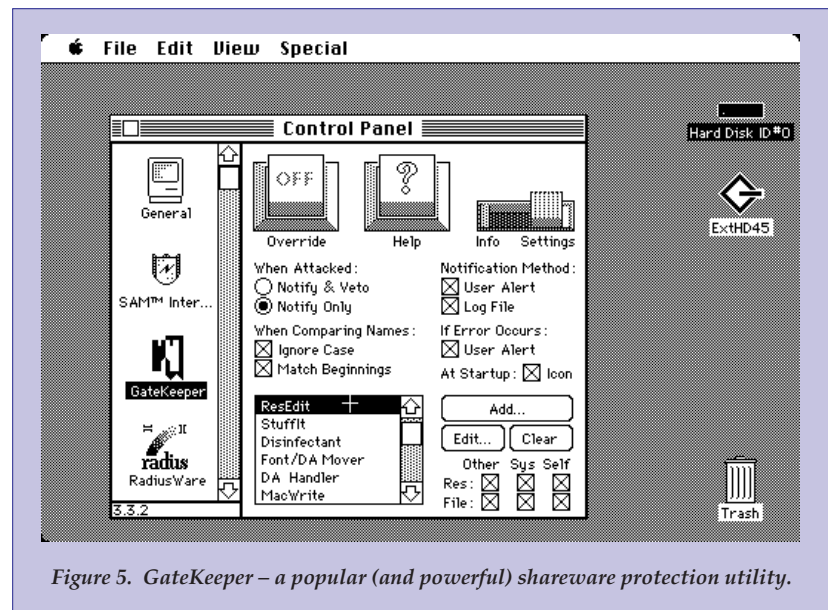 File Edit View Special
Control Panel
Hard Disk ID#0
ExtHD45
Trash
General
SAM™ Inter...
GateKeeper
radius
RadiusWare
3.3.2
OFF
?
Override Help Info Settings
When Attacked:
Notify & Veto
Notify Only
Notification Method:
User Alert
Log File
When Comparing Names:
Ignore Case
Match Beginnings
If Error Occurs:
User Alert
At Startup: Icon
ResEdit
StuffIt
Disinfectant
Font/DA Mover
DA Handler
MacWrite
Add...
Edit... Clear
Other Sys Self
Res:
File:
Figure 5. GateKeeper – a popular (and powerful) shareware protection utility.